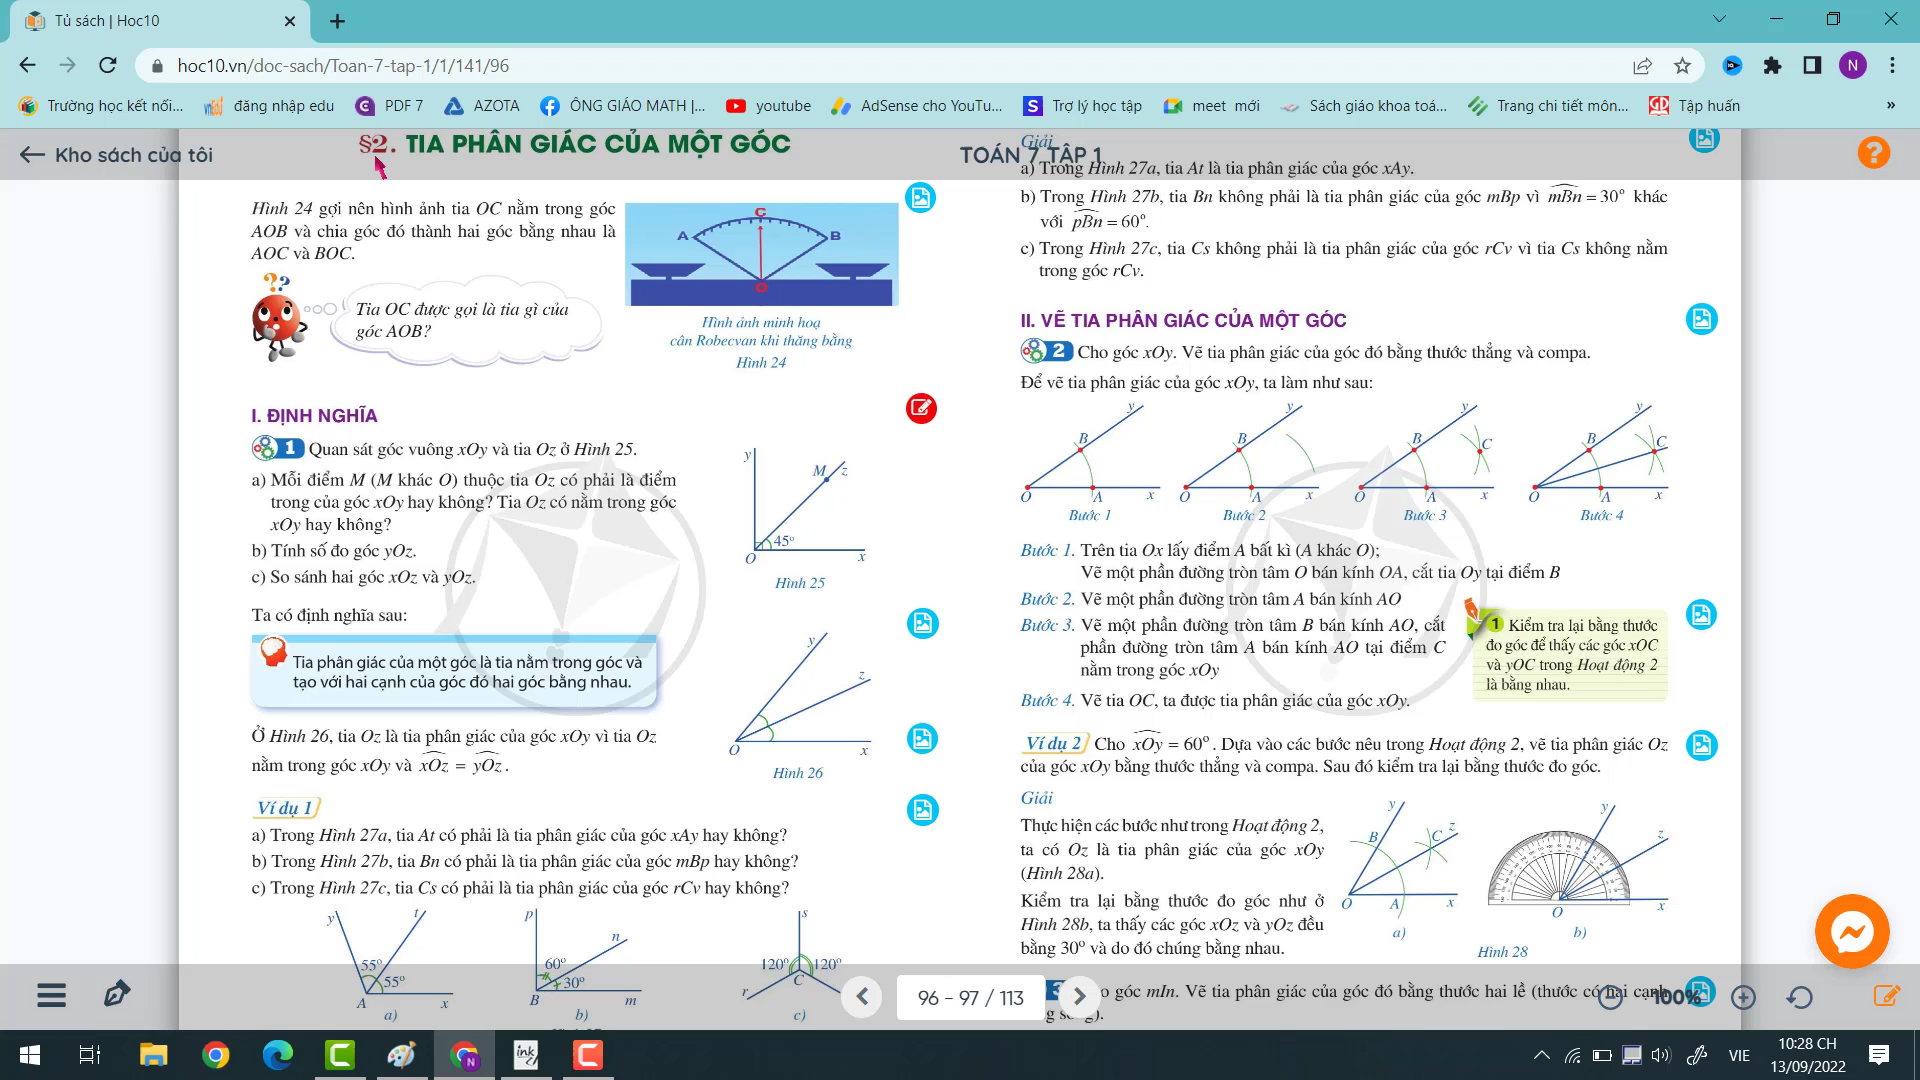 Tủ sách | Hoc10
hoc10.vn/doc-sach/Toan-7-tap-1/1/141/96
N
Trường học kết nối...
đăng nhập edu
PDF 7
AZOTA
ÔNG GIÁO MATH |...
youtube
AdSense cho YouTu...
Trợ lý học tập
meet mới
Sách giáo khoa toá...
Trang chi tiết môn...
Tập huấn
»
Kho sách của tôi
TOÁN 7 TẬP 1
?
§2. TIA PHÂN GIÁC CỦA MỘT GÓC
Hình 24 gợi nên hình ảnh tia OC nằm trong góc
AOB và chia góc đó thành hai góc bằng nhau là
AOC và BOC.
??
Tia OC được gọi là tia gì của
góc AOB?
C
A
B
O
Hình ảnh minh hoạ
cân Robecvan khi thăng bằng
Hình 24
I. ĐỊNH NGHĨA
1 Quan sát góc vuông xOy và tia Oz ở Hình 25.
a) Mỗi điểm M (M khác O) thuộc tia Oz có phải là điểm
trong của góc xOy hay không? Tia Oz có nằm trong góc
xOy hay không?
b) Tính số đo góc yOz.
c) So sánh hai góc xOz và yOz.
y
M z
45°
O
x
Hình 25
Ta có định nghĩa sau:
Tia phân giác của một góc là tia nằm trong góc và
tạo với hai cạnh của góc đó hai góc bằng nhau.
Ở Hình 26, tia Oz là tia phân giác của góc xOy vì tia Oz
nằm trong góc xOy và xOz = yOz.
y
z
O
x
Hình 26
Ví dụ 1
a) Trong Hình 27a, tia At có phải là tia phân giác của góc xAy hay không?
b) Trong Hình 27b, tia Bn có phải là tia phân giác của góc mBp hay không?
c) Trong Hình 27c, tia Cs có phải là tia phân giác của góc rCv hay không?
y
t
55°
55°
A
x
a)
p
n
60°
30°
B
m
b)
s
120°
120°
C
r
c)
Giải
a) Trong Hình 27a, tia At là tia phân giác của góc xAy.
b) Trong Hình 27b, tia Bn không phải là tia phân giác của góc mBp vì mBn = 30° khác
với pBn = 60°.
c) Trong Hình 27c, tia Cs không phải là tia phân giác của góc rCv vì tia Cs không nằm
trong góc rCv.
II. VẼ TIA PHÂN GIÁC CỦA MỘT GÓC
2 Cho góc xOy. Vẽ tia phân giác của góc đó bằng thước thẳng và compa.
Để vẽ tia phân giác của góc xOy, ta làm như sau:
y
B
O
A
x
Bước 1
y
B
O
A
x
Bước 2
y
B
C
O
A
x
Bước 3
y
B
C
O
A
x
Bước 4
Bước 1. Trên tia Ox lấy điểm A bất kì (A khác O);
Vẽ một phần đường tròn tâm O bán kính OA, cắt tia Oy tại điểm B
Bước 2. Vẽ một phần đường tròn tâm A bán kính AO
Bước 3. Vẽ một phần đường tròn tâm B bán kính AO, cắt
phần đường tròn tâm A bán kính AO tại điểm C
nằm trong góc xOy
Bước 4. Vẽ tia OC, ta được tia phân giác của góc xOy.
1 Kiểm tra lại bằng thước
đo góc để thấy các góc xOC
và yOC trong Hoạt động 2
là bằng nhau.
Ví dụ 2 Cho xOy = 60°. Dựa vào các bước nêu trong Hoạt động 2, vẽ tia phân giác Oz
của góc xOy bằng thước thẳng và compa. Sau đó kiểm tra lại bằng thước đo góc.
Giải
Thực hiện các bước như trong Hoạt động 2,
ta có Oz là tia phân giác của góc xOy
(Hình 28a).
Kiểm tra lại bằng thước đo góc như ở
Hình 28b, ta thấy các góc xOz và yOz đều
bằng 30° và do đó chúng bằng nhau.
y
B
C z
O
A
x
a)
y
z
O
x
b)
Hình 28
3 o góc mIn. Vẽ tia phân giác của góc đó bằng thước hai lề (thước có hai cạnh
g so
96 - 97 / 113
100%
N
ink
VIE
10:28 CH
13/09/2022